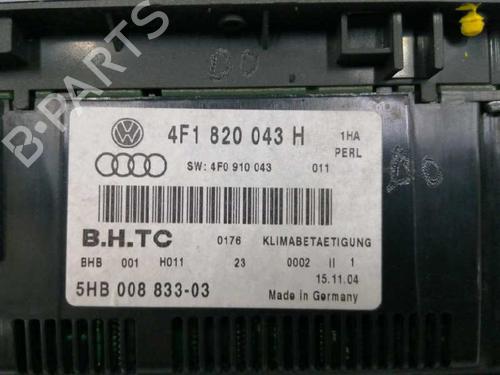 DO
4F1 820 043 H 1HA
PERL
SW: 4F0 910 043 011
B.H.TC 0176 KLIMABETAETIGUNG
BHB 001 H011 23 0002 II 1
15.11.04
5HB 008 833-03 Made in Germany